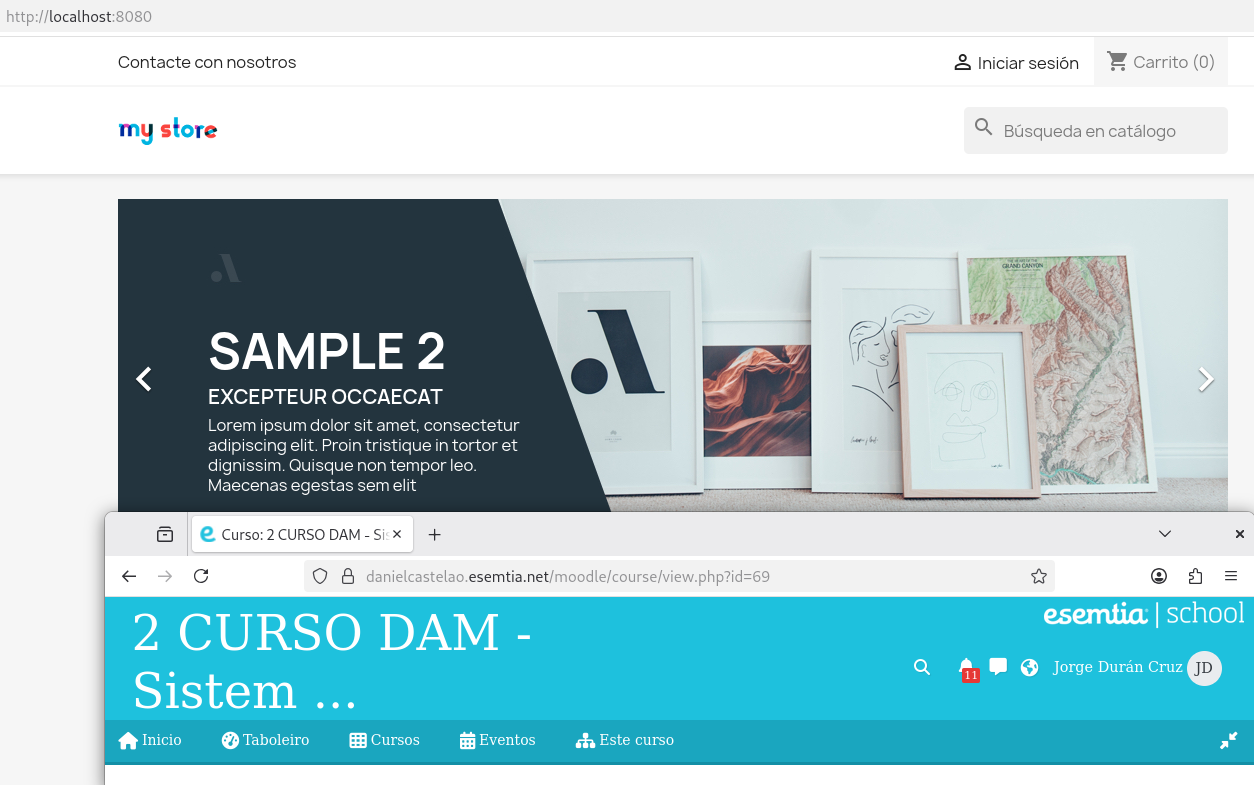 http://localhost:8080
Contacte con nosotros
Iniciar sesión
Carrito (0)
my store
Búsqueda en catálogo
SAMPLE 2
EXCEPTEUR OCCAECAT
Lorem ipsum dolor sit amet, consectetur
adipiscing elit. Proin tristique in tortor et
dignissim. Quisque non tempor leo.
Maecenas egestas sem elit
GRAND CANYON
Curso: 2 CURSO DAM - Sis
danielcastelao.esemtia.net/moodle/course/view.php?id=69
2 CURSO DAM -
Sistem ...
esemtia | school
11
Jorge Durán Cruz
JD
Inicio
Taboleiro
Cursos
Eventos
Este curso